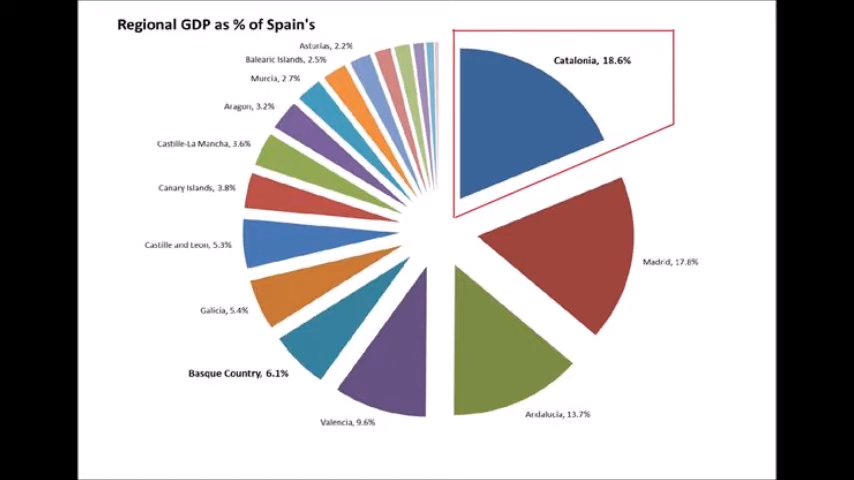 Regional GDP as % of Spain's
Asturias, 2.2%
Balearic Islands, 2.5%
Murcia, 2.7%
Aragon, 3.2%
Castille-La Mancha, 3.6%
Canary Islands, 3.8%
Castille and Leon, 5.3%
Galicia, 5.4%
Basque Country, 6.1%
Valencia, 9.6%
Catalonia, 18.6%
Madrid, 17.8%
Andalucia, 13.7%